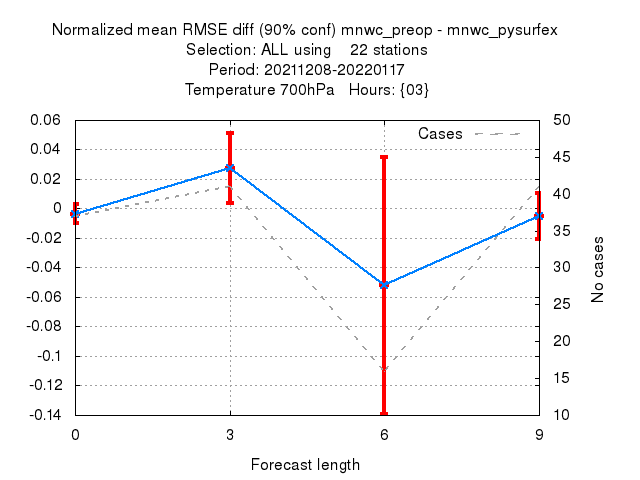 Normalized mean RMSE diff (90% conf) mnwc_preop - mnwc_pysurfex
Selection: ALL using    22 stations
Period: 20211208-20220117
Temperature 700hPa   Hours: {03}
0.06
0.04
0.02
0
-0.02
-0.04
-0.06
-0.08
-0.1
-0.12
-0.14
Cases
50
45
40
35
30
25
20
15
10
No cases
0 3 6 9
Forecast length